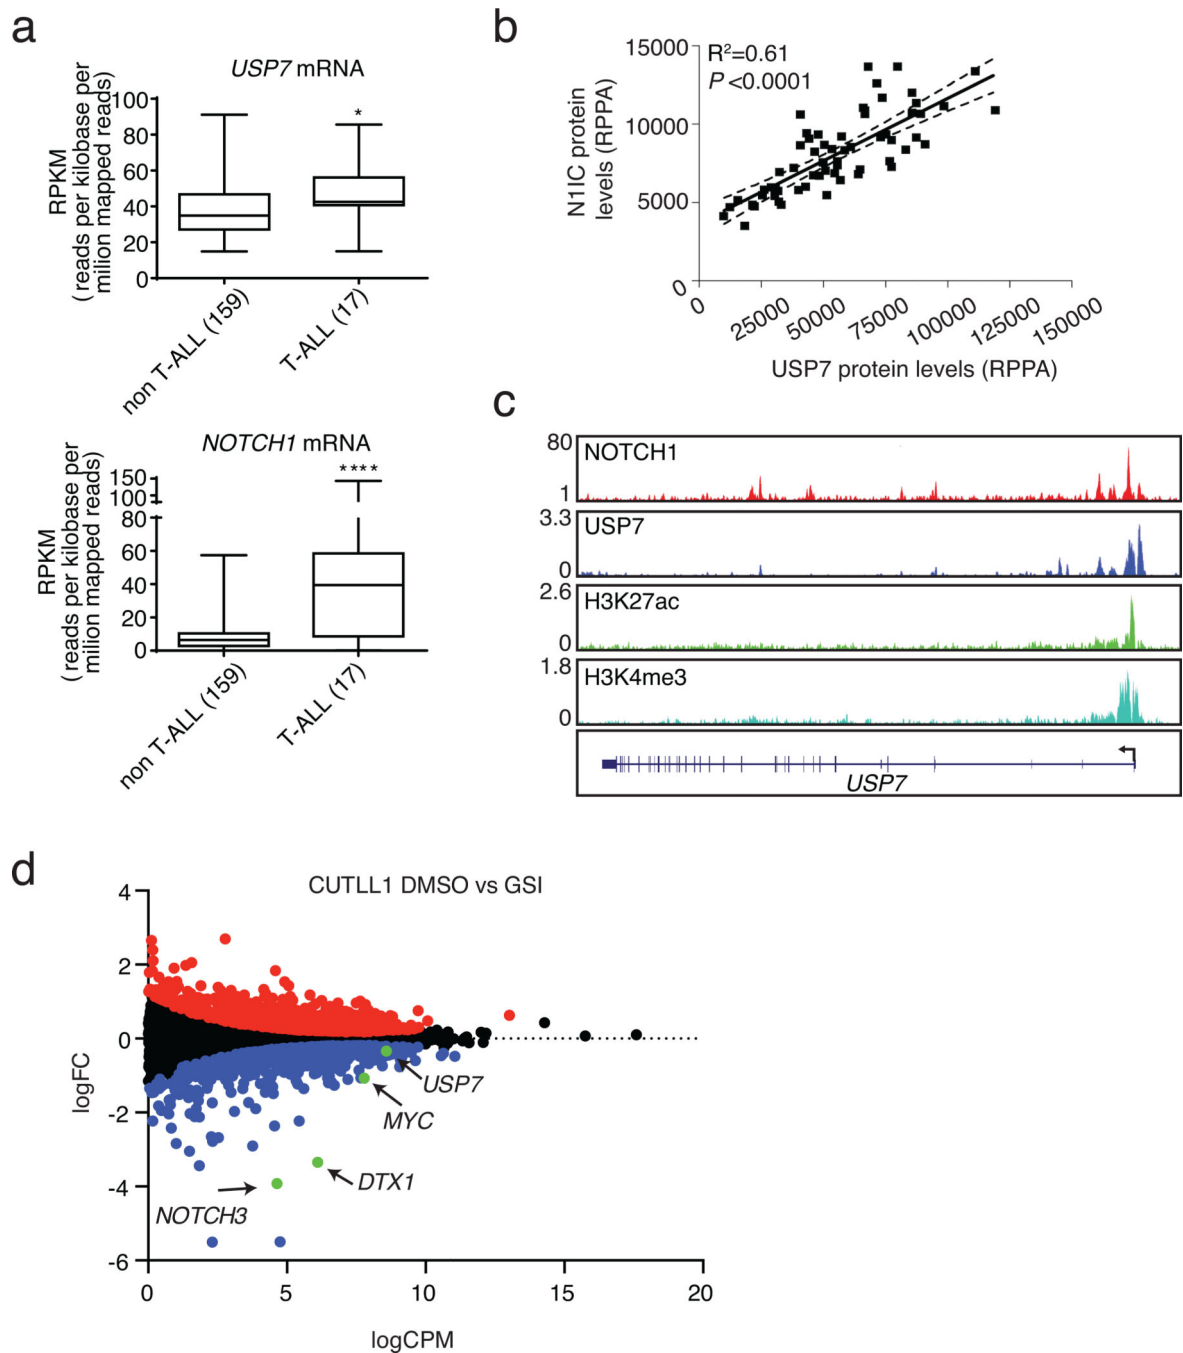 a
USP7 mRNA
*
RPKM
(reads per kilobase per
milion mapped reads)
100
80
60
40
20
0
non T-ALL (159)
T-ALL (17)
NOTCH1 mRNA
****
RPKM
(reads per kilobase per
milion mapped reads)
150
100
80
60
40
20
0
non T-ALL (159)
T-ALL (17)
b
R²=0.61
P<0.0001
N1IC protein
levels (RPPA)
15000
10000
5000
0
0
25000
50000
75000
100000
125000
150000
USP7 protein levels (RPPA)
c
80
NOTCH1
1
3.3
USP7
0
2.6
H3K27ac
0
1.8
H3K4me3
0
USP7
d
CUTLL1 DMSO vs GSI
logFC
4
2
0
-2
-4
-6
USP7
MYC
DTX1
NOTCH3
0
5
10
15
20
logCPM